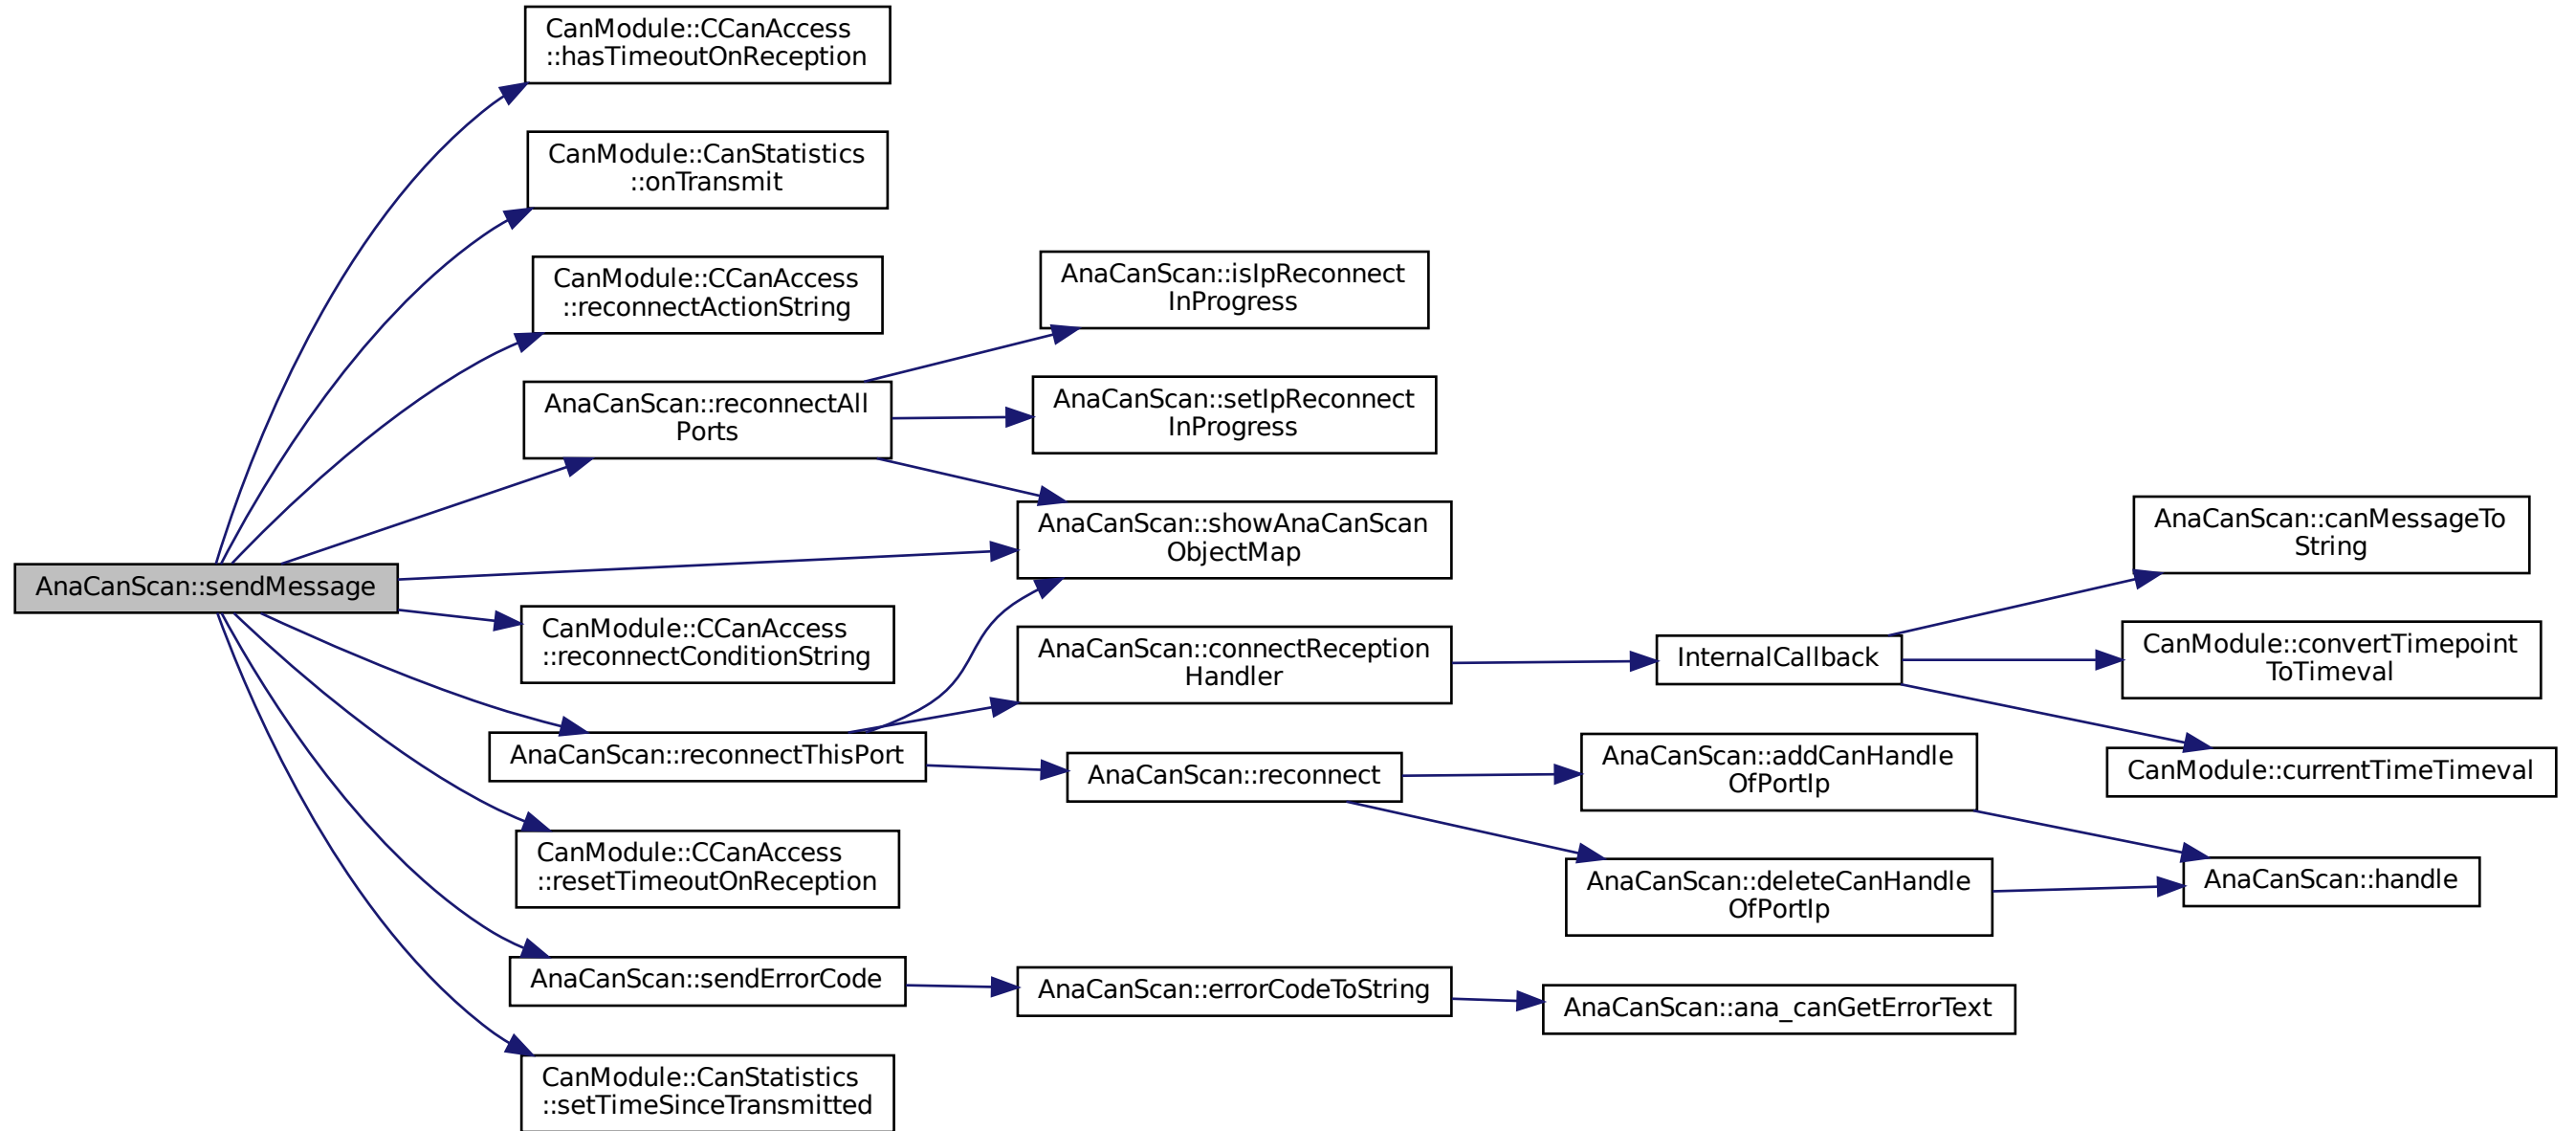 CanModule::CCanAccess
::hasTimeoutOnReception
CanModule::CanStatistics
::onTransmit
CanModule::CCanAccess
::reconnectActionString
AnaCanScan::reconnectAll
Ports
AnaCanScan::isIpReconnect
InProgress
AnaCanScan::setIpReconnect
InProgress
AnaCanScan::showAnaCanScan
ObjectMap
AnaCanScan::sendMessage
CanModule::CCanAccess
::reconnectConditionString
AnaCanScan::connectReception
Handler
InternalCallback
AnaCanScan::canMessageTo
String
CanModule::convertTimepoint
ToTimeval
CanModule::currentTimeTimeval
AnaCanScan::reconnectThisPort
AnaCanScan::reconnect
AnaCanScan::addCanHandle
OfPortIp
AnaCanScan::deleteCanHandle
OfPortIp
AnaCanScan::handle
CanModule::CCanAccess
::resetTimeoutOnReception
AnaCanScan::sendErrorCode
AnaCanScan::errorCodeToString
AnaCanScan::ana_canGetErrorText
CanModule::CanStatistics
::setTimeSinceTransmitted